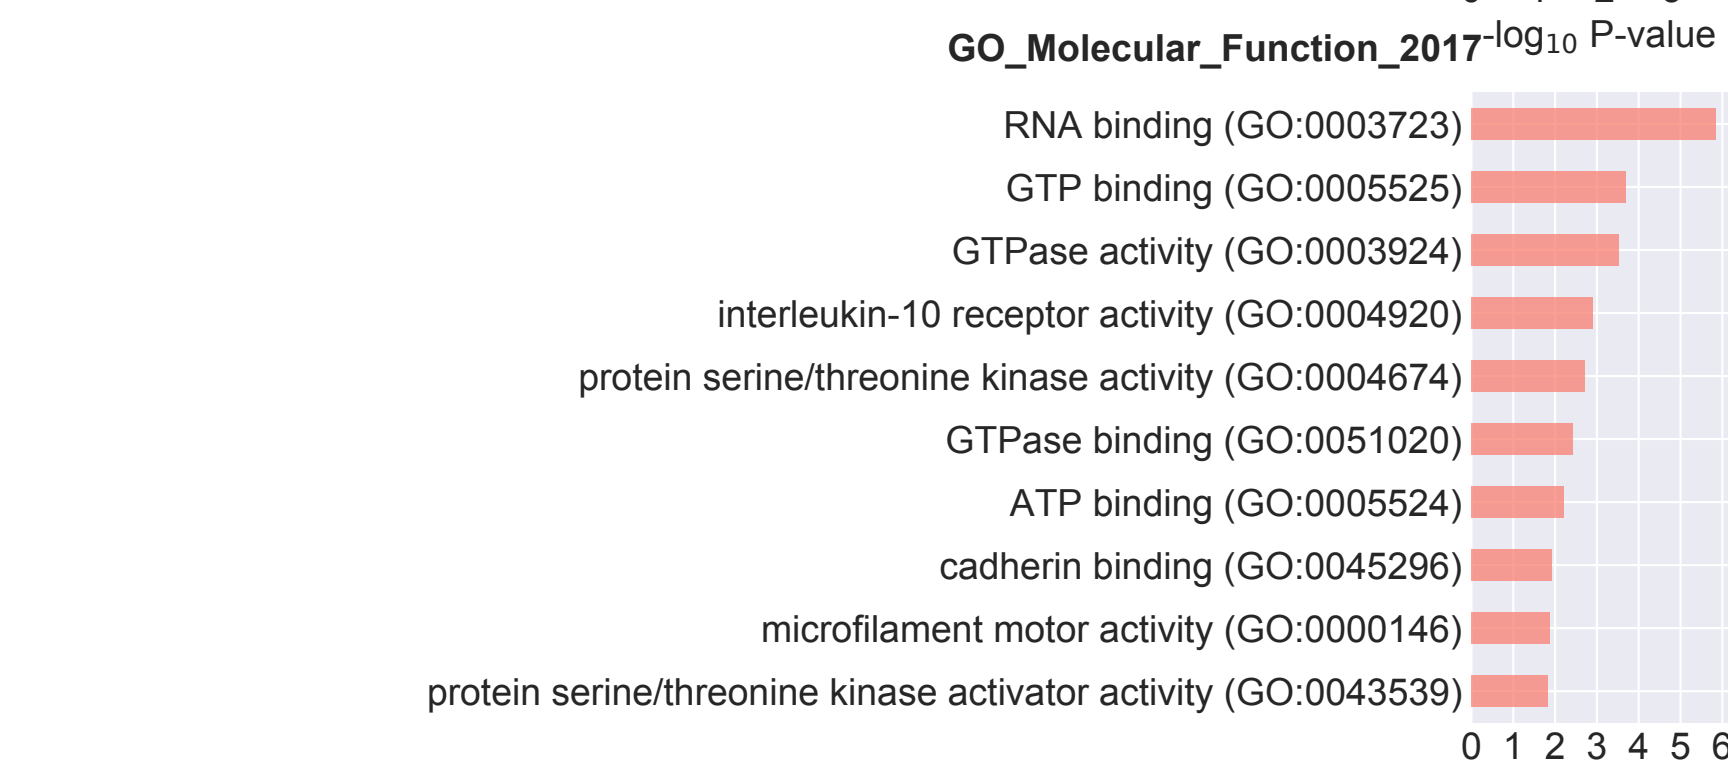 GO_Molecular_Function_2017
-log10 P-value
RNA binding (GO:0003723)
GTP binding (GO:0005525)
GTPase activity (GO:0003924)
interleukin-10 receptor activity (GO:0004920)
protein serine/threonine kinase activity (GO:0004674)
GTPase binding (GO:0051020)
ATP binding (GO:0005524)
cadherin binding (GO:0045296)
microfilament motor activity (GO:0000146)
protein serine/threonine kinase activator activity (GO:0043539)
0 1 2 3 4 5 6